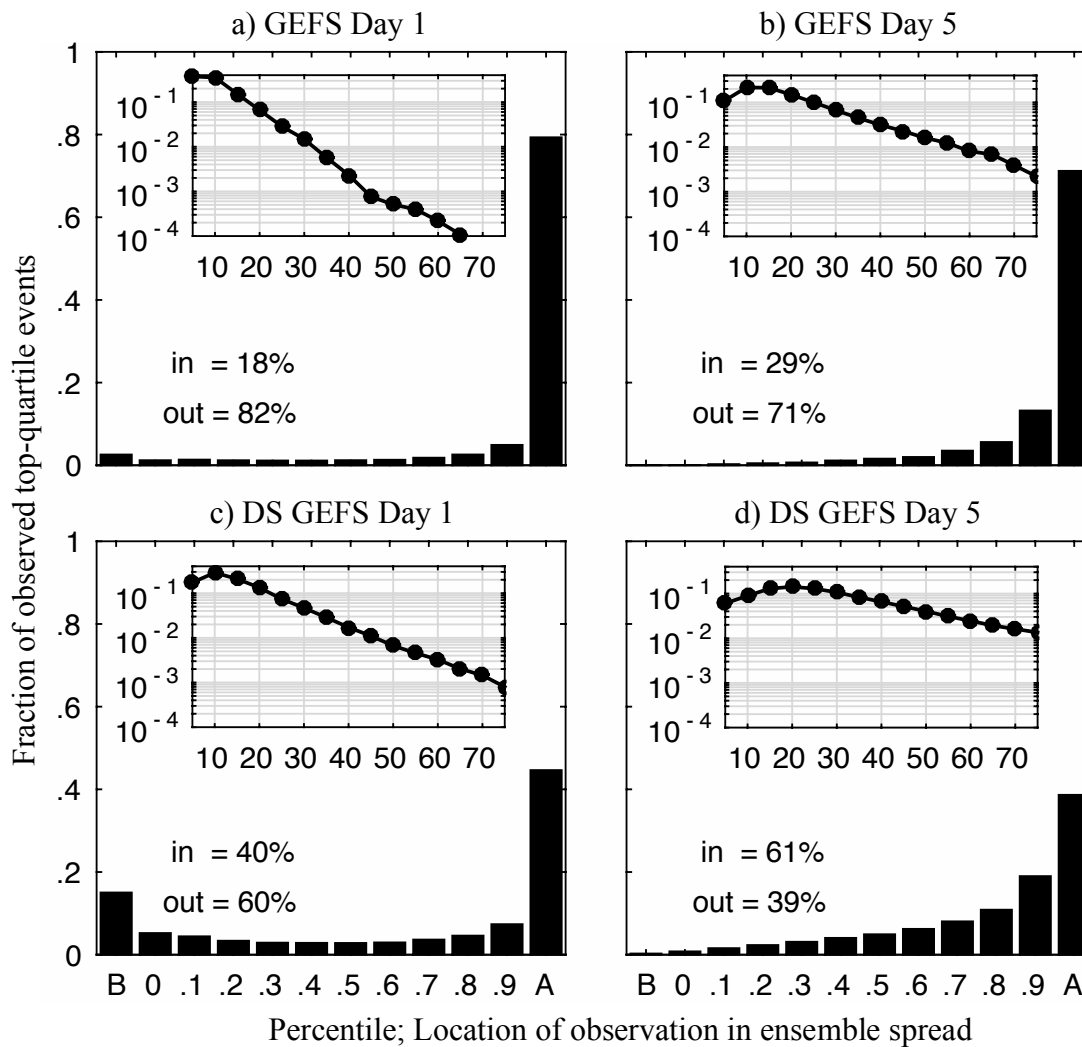 a) GEFS Day 1
b) GEFS Day 5
1
.8
.6
.4
.2
0
10 -1
10 -2
10 -3
10 -4
10 20 30 40 50 60 70
in = 18%
out = 82%
10 -1
10 -2
10 -3
10 -4
10 20 30 40 50 60 70
in = 29%
out = 71%
Fraction of observed top-quartile events
c) DS GEFS Day 1
d) DS GEFS Day 5
1
.8
.6
.4
.2
0
10 -1
10 -2
10 -3
10 -4
10 20 30 40 50 60 70
in = 40%
out = 60%
10 -1
10 -2
10 -3
10 -4
10 20 30 40 50 60 70
in = 61%
out = 39%
B 0 .1 .2 .3 .4 .5 .6 .7 .8 .9 A
B 0 .1 .2 .3 .4 .5 .6 .7 .8 .9 A
Percentile; Location of observation in ensemble spread